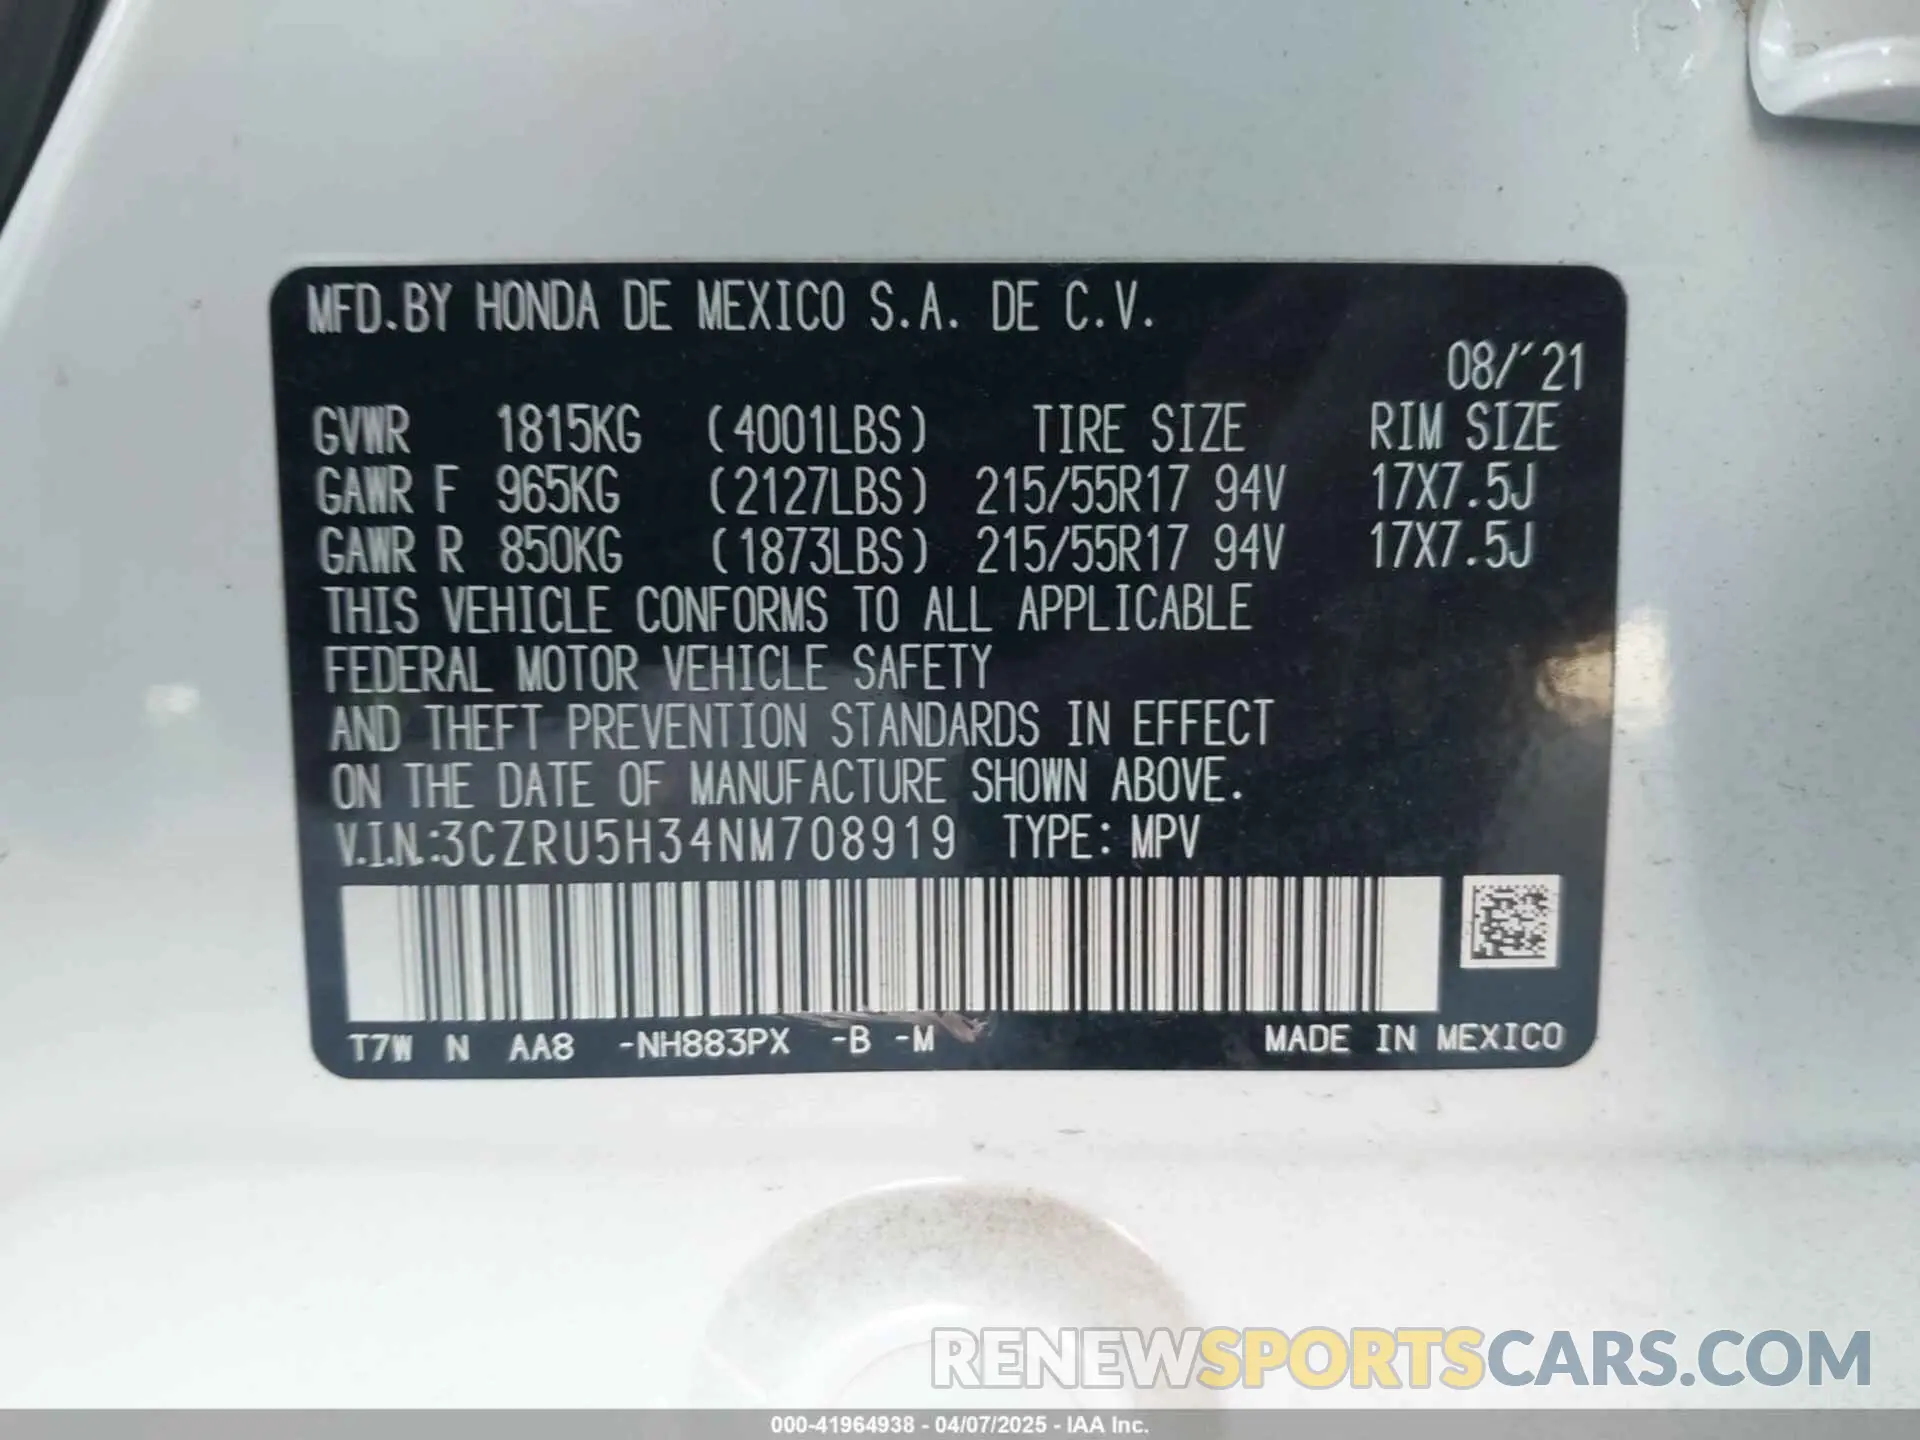 MFD.BY HONDA DE MEXICO S.A. DE C.V.
08/'21
GVWR 1815KG (4001LBS) TIRE SIZE RIM SIZE
GAWR F 965KG (2127LBS) 215/55R17 94V 17X7.5J
GAWR R 850KG (1873LBS) 215/55R17 94V 17X7.5J
THIS VEHICLE CONFORMS TO ALL APPLICABLE
FEDERAL MOTOR VEHICLE SAFETY
AND THEFT PREVENTION STANDARDS IN EFFECT
ON THE DATE OF MANUFACTURE SHOWN ABOVE.
V.I.N.:3CZRU5H34NM708919 TYPE: MPV
T7W N AA8 -NH883PX -B -M MADE IN MEXICO
RENEWSPORTSCARS.COM
000-41964938 - 04/07/2025 - IAA Inc.